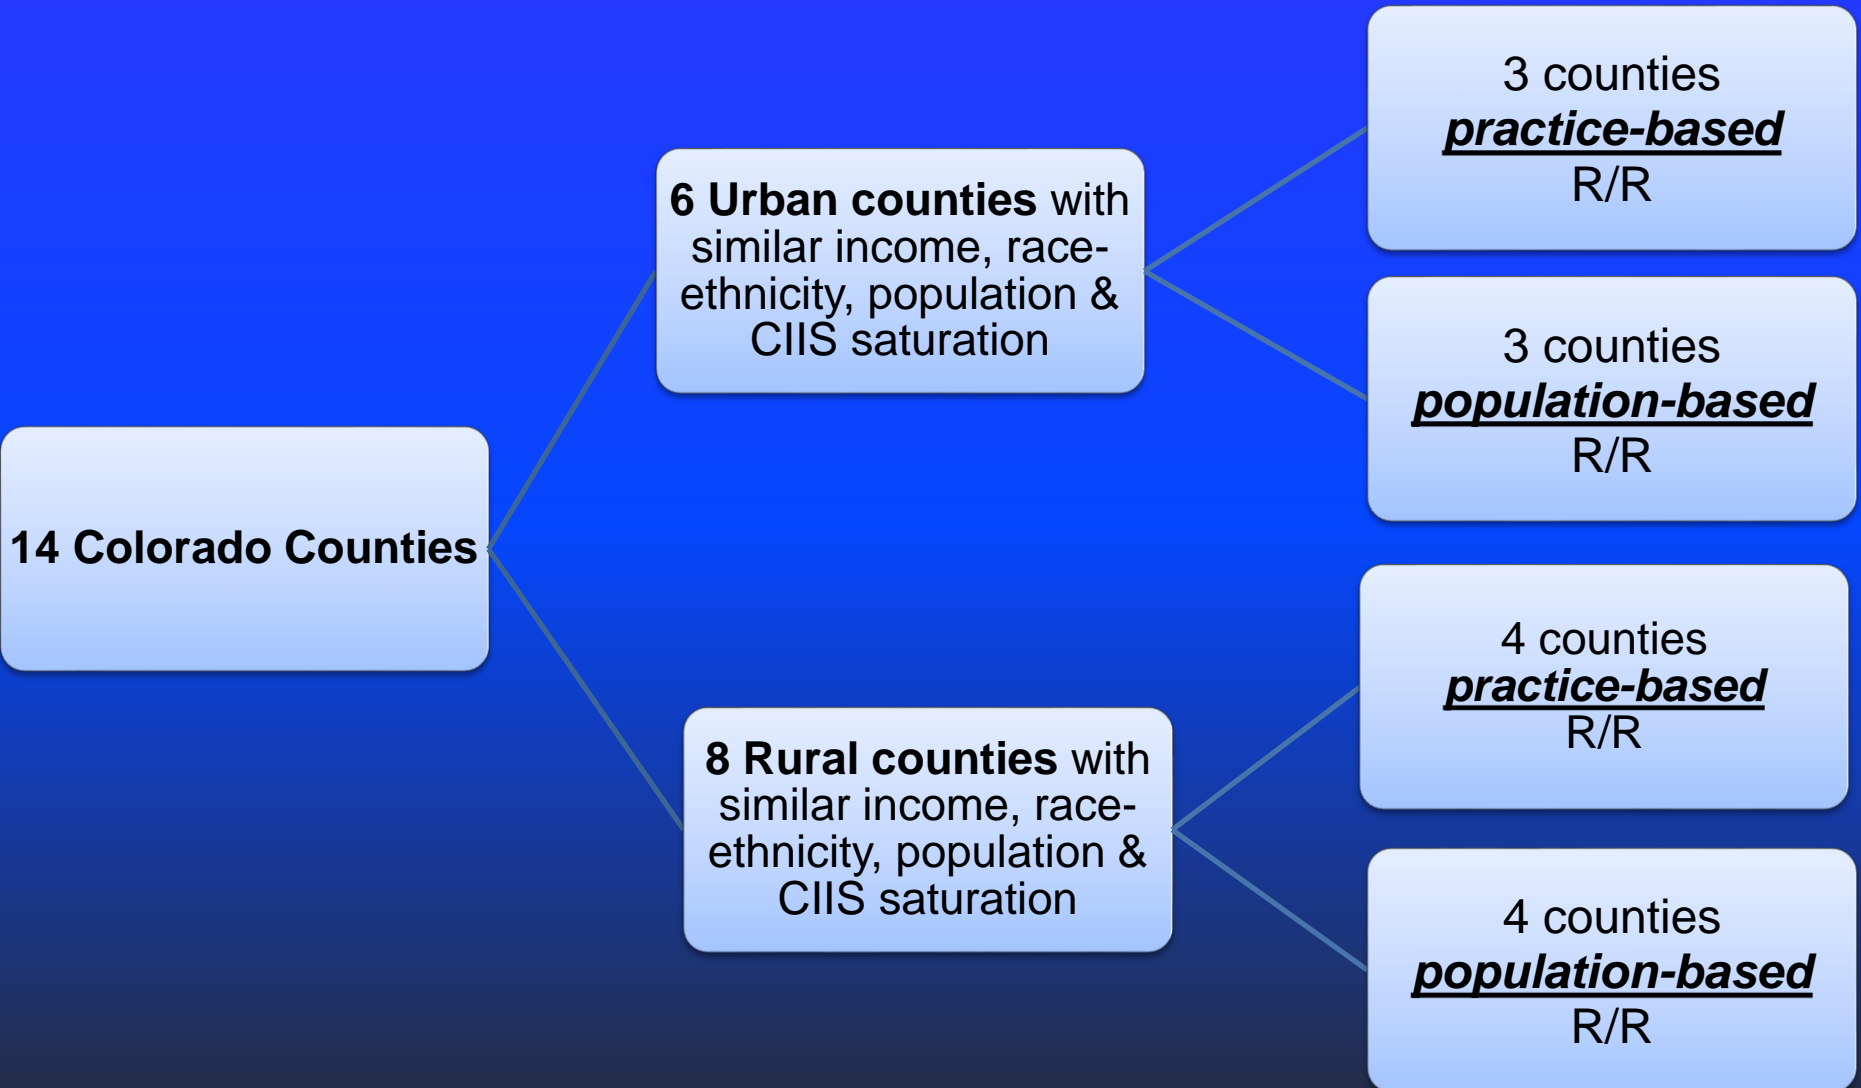 14 Colorado Counties
6 Urban counties with
similar income, race-
ethnicity, population &
CIIS saturation
8 Rural counties with
similar income, race-
ethnicity, population &
CIIS saturation
3 counties
practice-based
R/R
3 counties
population-based
R/R
4 counties
practice-based
R/R
4 counties
population-based
R/R